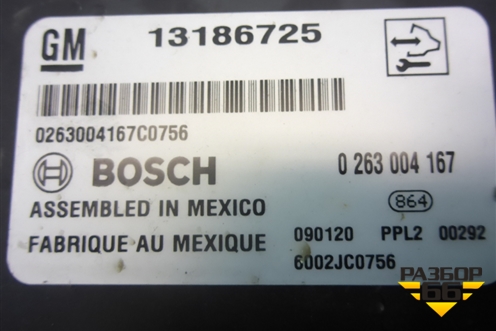 GM 13186725
0263004167C0756
BOSCH 0 263 004 167
ASSEMBLED IN MEXICO 864
FABRIQUE AU MEXIQUE 090120 PPL2 00292
6002JC0756
РАЗБОР
66